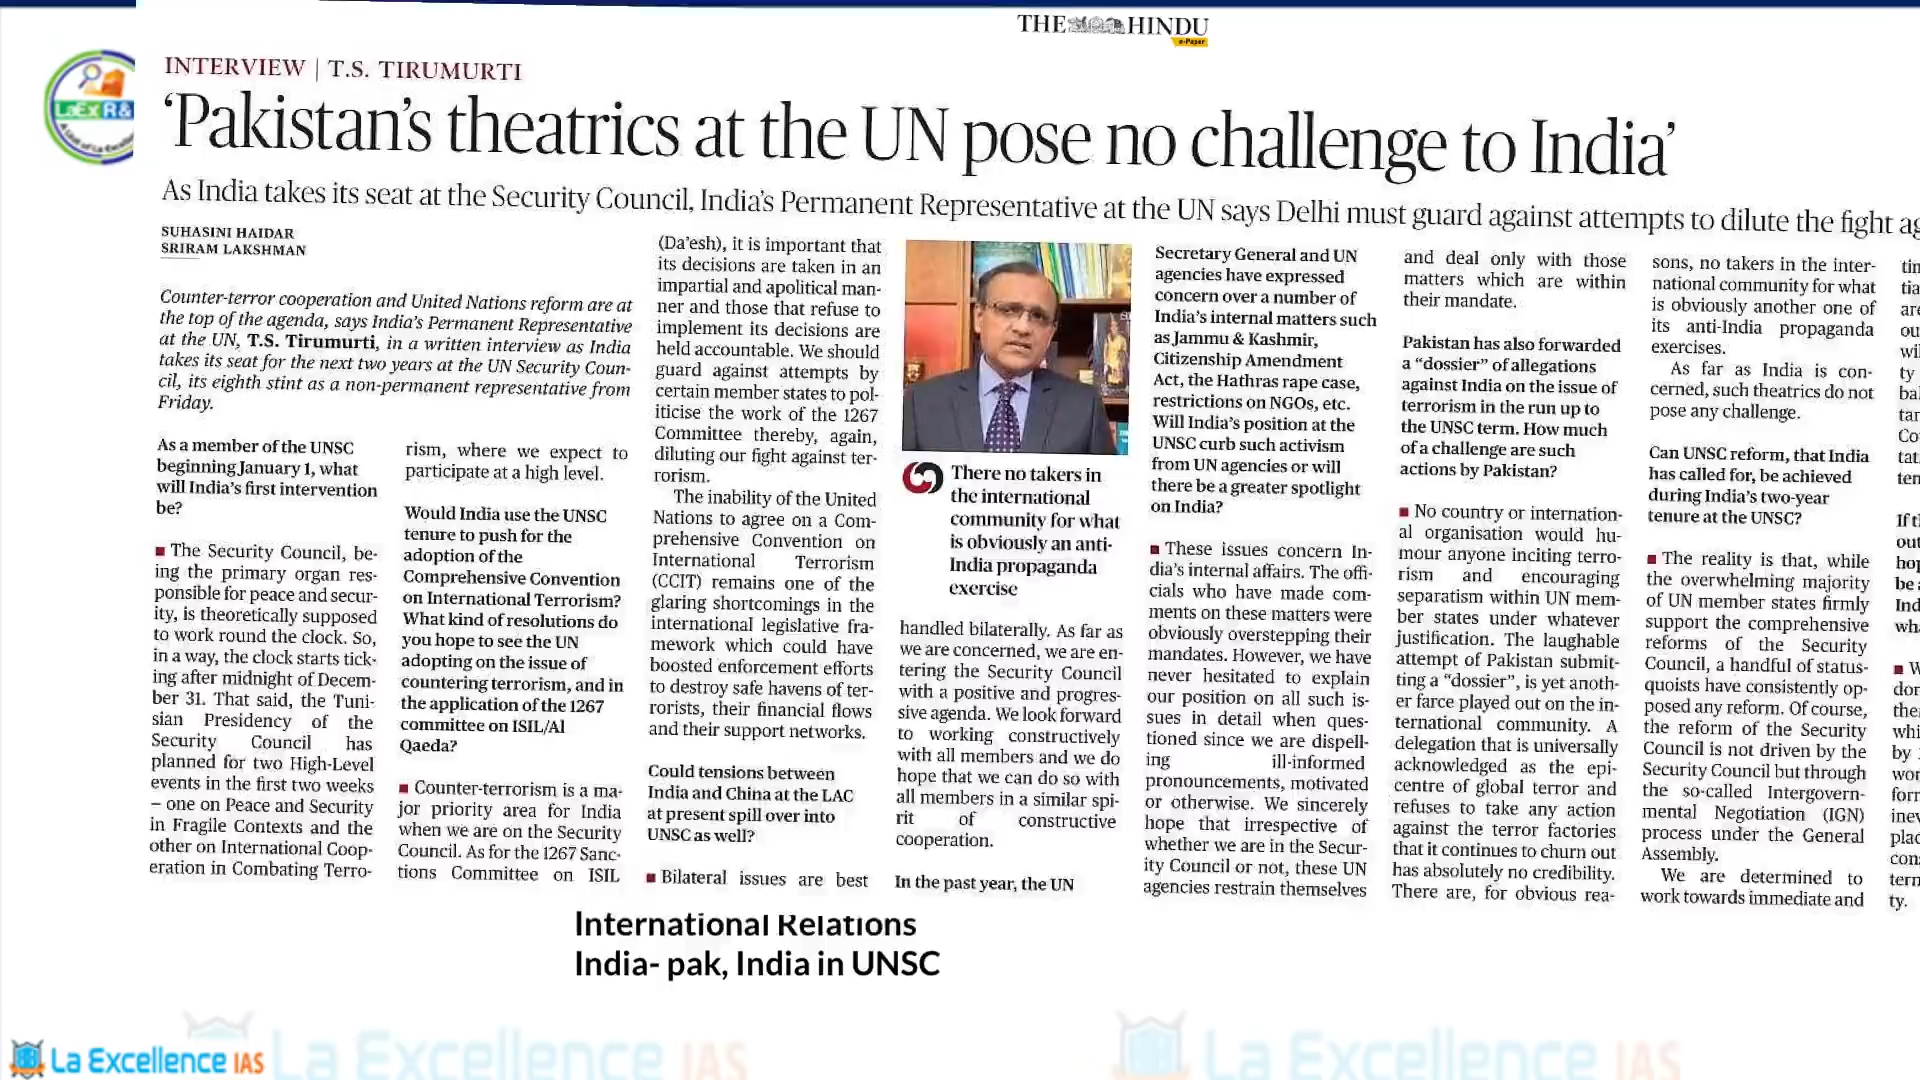 THE HINDU
e-Paper
INTERVIEW | T.S. TIRUMURTI
‘Pakistan’s theatrics at the UN pose no challenge to India’
As India takes its seat at the Security Council, India’s Permanent Representative at the UN says Delhi must guard against attempts to dilute the fight ag
SUHASINI HAIDAR
SRIRAM LAKSHMAN
Counter-terror cooperation and United Nations reform are at
the top of the agenda, says India’s Permanent Representative
at the UN, T.S. Tirumurti, in a written interview as India
takes its seat for the next two years at the UN Security Coun-
cil, its eighth stint as a non-permanent representative from
Friday.
As a member of the UNSC
beginning January 1, what
will India’s first intervention
be?
■ The Security Council, be-
ing the primary organ res-
ponsible for peace and secur-
ity, is theoretically supposed
to work round the clock. So,
in a way, the clock starts tick-
ing after midnight of Decem-
ber 31. That said, the Tuni-
sian Presidency of the
Security Council has
planned for two High-Level
events in the first two weeks
– one on Peace and Security
in Fragile Contexts and the
other on International Coop-
eration in Combating Terro-
rism, where we expect to
participate at a high level.
Would India use the UNSC
tenure to push for the
adoption of the
Comprehensive Convention
on International Terrorism?
What kind of resolutions do
you hope to see the UN
adopting on the issue of
countering terrorism, and in
the application of the 1267
committee on ISIL/Al
Qaeda?
■ Counter-terrorism is a ma-
jor priority area for India
when we are on the Security
Council. As for the 1267 Sanc-
tions Committee on ISIL
(Da’esh), it is important that
its decisions are taken in an
impartial and apolitical man-
ner and those that refuse to
implement its decisions are
held accountable. We should
guard against attempts by
certain member states to pol-
iticise the work of the 1267
Committee thereby, again,
diluting our fight against ter-
rorism.
The inability of the United
Nations to agree on a Com-
prehensive Convention on
International Terrorism
(CCIT) remains one of the
glaring shortcomings in the
international legislative fra-
mework which could have
boosted enforcement efforts
to destroy safe havens of ter-
rorists, their financial flows
and their support networks.
Could tensions between
India and China at the LAC
at present spill over into
UNSC as well?
■ Bilateral issues are best
There no takers in
the international
community for what
is obviously an anti-
India propaganda
exercise
handled bilaterally. As far as
we are concerned, we are en-
tering the Security Council
with a positive and progres-
sive agenda. We look forward
to working constructively
with all members and we do
hope that we can do so with
all members in a similar spi-
rit of constructive
cooperation.
In the past year, the UN
Secretary General and UN
agencies have expressed
concern over a number of
India’s internal matters such
as Jammu & Kashmir,
Citizenship Amendment
Act, the Hathras rape case,
restrictions on NGOs, etc.
Will India’s position at the
UNSC curb such activism
from UN agencies or will
there be a greater spotlight
on India?
■ These issues concern In-
dia’s internal affairs. The offi-
cials who have made com-
ments on these matters were
obviously overstepping their
mandates. However, we have
never hesitated to explain
our position on all such is-
sues in detail when ques-
tioned since we are dispell-
ing ill-informed
pronouncements, motivated
or otherwise. We sincerely
hope that irrespective of
whether we are in the Secur-
ity Council or not, these UN
agencies restrain themselves
and deal only with those
matters which are within
their mandate.
Pakistan has also forwarded
a “dossier” of allegations
against India on the issue of
terrorism in the run up to
the UNSC term. How much
of a challenge are such
actions by Pakistan?
■ No country or internation-
al organisation would hu-
mour anyone inciting terro-
rism and encouraging
separatism within UN mem-
ber states under whatever
justification. The laughable
attempt of Pakistan submit-
ting a “dossier”, is yet anoth-
er farce played out on the in-
ternational community. A
delegation that is universally
acknowledged as the epi-
centre of global terror and
refuses to take any action
against the terror factories
that it continues to churn out
has absolutely no credibility.
There are, for obvious rea-
sons, no takers in the inter-
national community for what
is obviously another one of
its anti-India propaganda
exercises.
As far as India is con-
cerned, such theatrics do not
pose any challenge.
Can UNSC reform, that India
has called for, be achieved
during India’s two-year
tenure at the UNSC?
■ The reality is that, while
the overwhelming majority
of UN member states firmly
support the comprehensive
reforms of the Security
Council, a handful of status-
quoists have consistently op-
posed any reform. Of course,
the reform of the Security
Council is not driven by the
Security Council but through
the so-called Intergovern-
mental Negotiation (IGN)
process under the General
Assembly.
We are determined to
work towards immediate and
International Relations
India- pak, India in UNSC
La Excellence IAS
La Excellence IAS
La Excellence IAS
LaEx R&